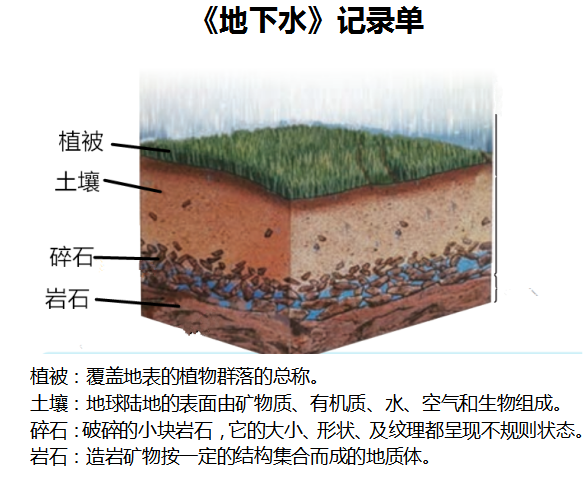 《地下水》记录单
植被
土壤
碎石
岩石
植被：覆盖地表的植物群落的总称。
土壤：地球陆地的表面由矿物质、有机质、水、空气和生物组成。
碎石：破碎的小块岩石，它的大小、形状、及纹理都呈现不规则状态。
岩石：造岩矿物按一定的结构集合而成的地质体。